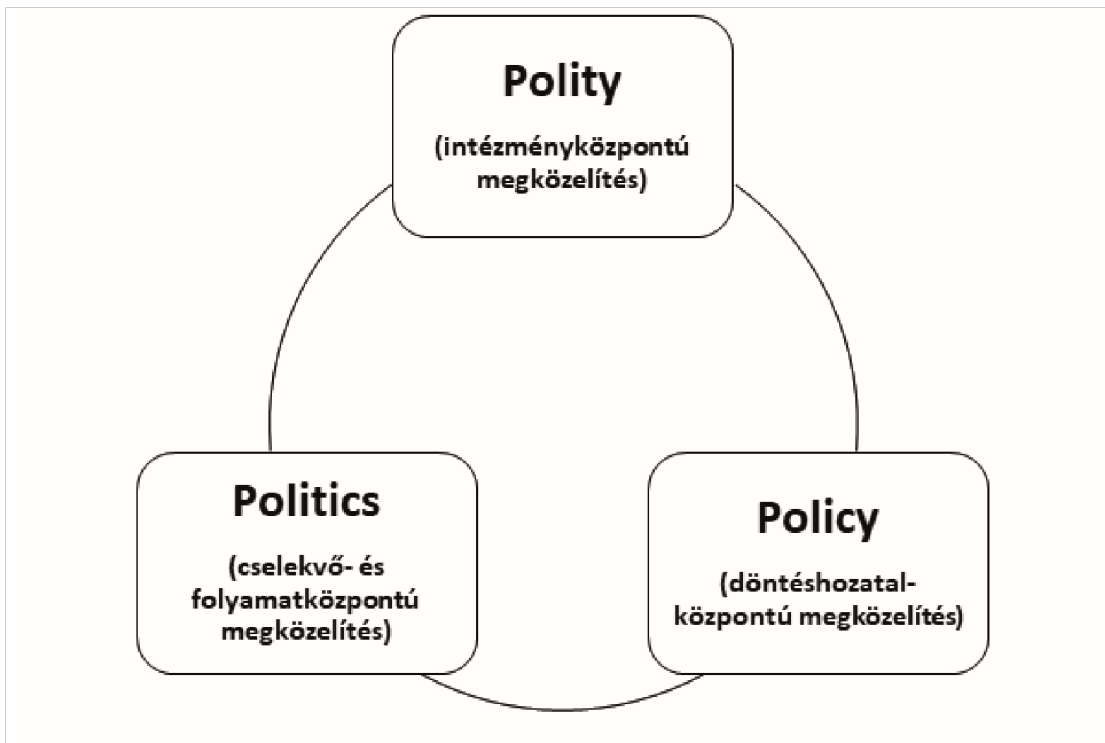 Polity
(intézményközpontú
megközelítés)
Politics
(cselekvő- és
folyamatközpontú
megközelítés)
Policy
(döntéshozatal-
központú megközelítés)